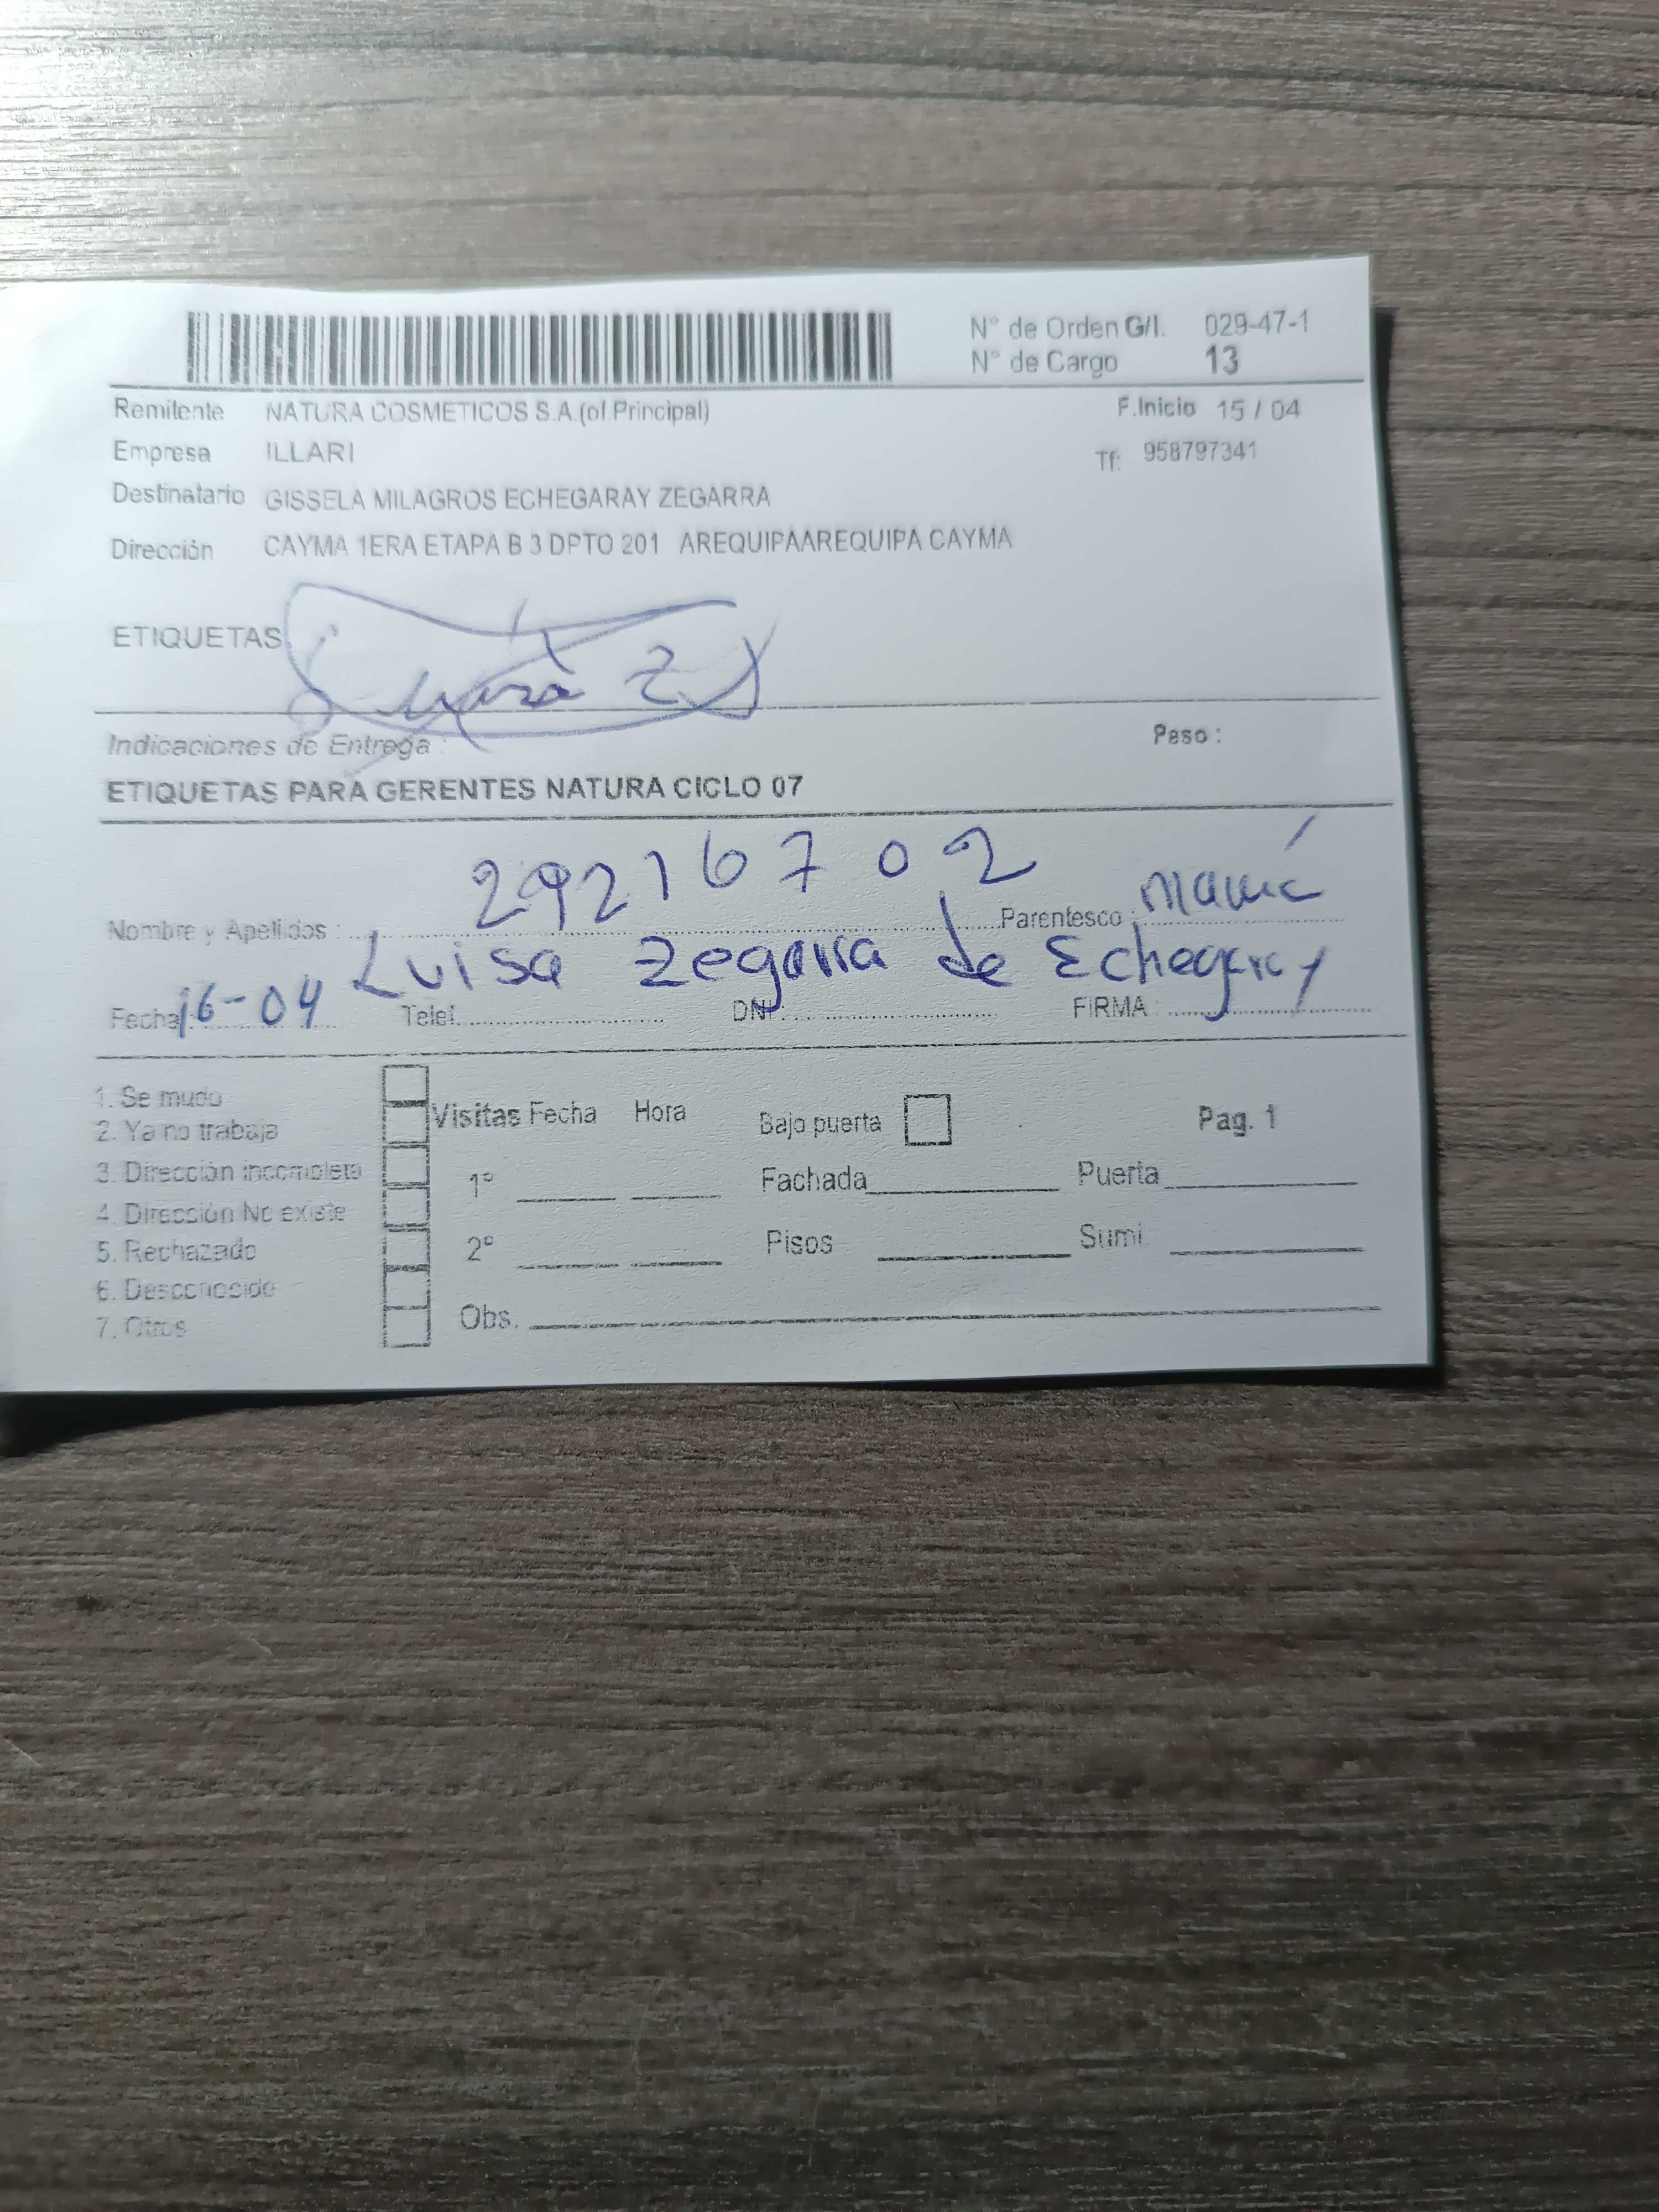 N° de Orden G/I. 029-47-1
N° de Cargo 13
Remitente NATURA COSMETICOS S.A.(of.Principal) F.Inicio 15 / 04
Empresa ILLARI Tf: 958797341
Destinatario GISSELA MILAGROS ECHEGARAY ZEGARRA
Dirección CAYMA 1ERA ETAPA B 3 DPTO 201 AREQUIPAAREQUIPA CAYMA
ETIQUETAS
Indicaciones de Entrega : Peso :
ETIQUETAS PARA GERENTES NATURA CICLO 07
29216702
Nombre y Apellidos : Parentesco : mamá
Luisa Zegarra de Echegaray
Fecha 16-04 Telef. DNI : FIRMA :
1. Se mudo
2. Ya no trabaja
3. Dirección incompleta
4. Dirección No existe
5. Rechazado
6. Desconocido
7. Otros
Visitas Fecha Hora Bajo puerta Pag. 1
1° Fachada Puerta
2° Pisos Sumi.
Obs.